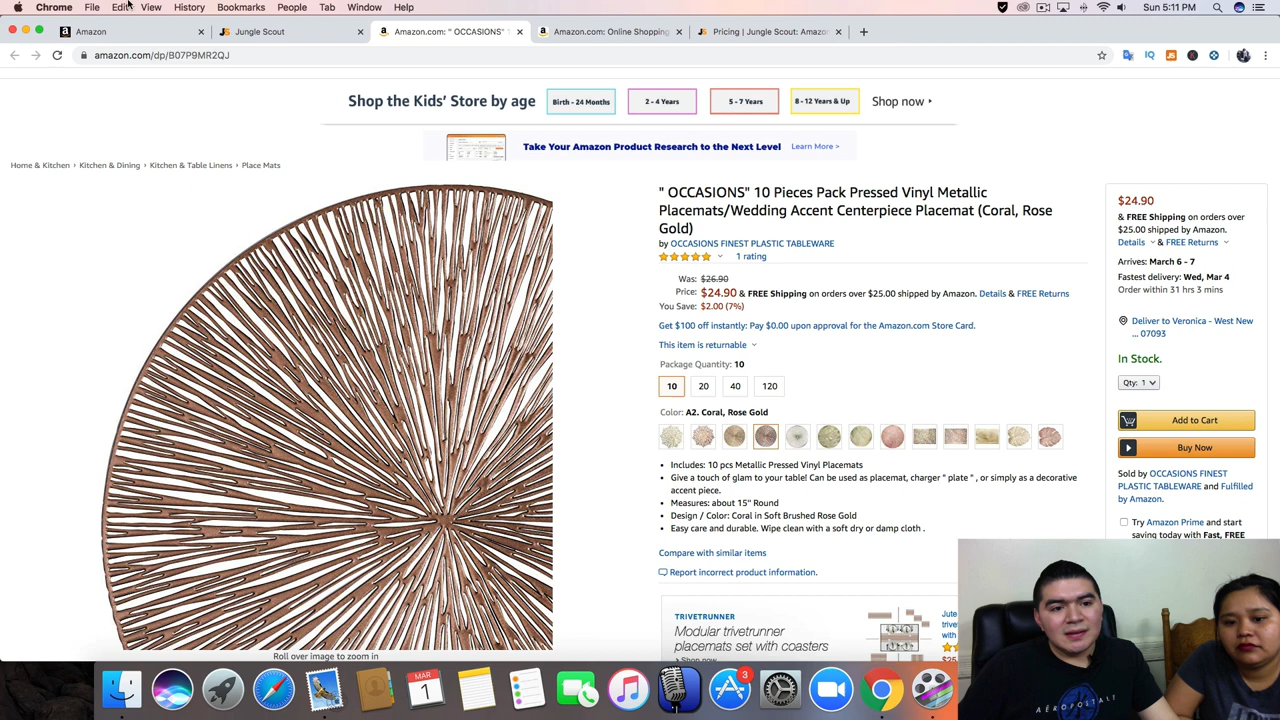 Chrome File Edit View History Bookmarks People Tab Window Help Sun 5:11 PM
Amazon Jungle Scout Amazon.com: " OCCASIONS" 1 Amazon.com: Online Shopping Pricing | Jungle Scout: Amazo
amazon.com/dp/B07P9MR2QJ
Shop the Kids' Store by age Birth - 24 Months 2 - 4 Years 5 - 7 Years 8 - 12 Years & Up Shop now
Take Your Amazon Product Research to the Next Level Learn More >
Home & Kitchen › Kitchen & Dining › Kitchen & Table Linens › Place Mats
" OCCASIONS" 10 Pieces Pack Pressed Vinyl Metallic
Placemats/Wedding Accent Centerpiece Placemat (Coral, Rose
Gold)
by OCCASIONS FINEST PLASTIC TABLEWARE
1 rating
Was: $26.90
Price: $24.90 & FREE Shipping on orders over $25.00 shipped by Amazon. Details & FREE Returns
You Save: $2.00 (7%)
Get $100 off instantly: Pay $0.00 upon approval for the Amazon.com Store Card.
This item is returnable
Package Quantity: 10
10 20 40 120
Color: A2. Coral, Rose Gold
• Includes: 10 pcs Metallic Pressed Vinyl Placemats
• Give a touch of glam to your table! Can be used as placemat, charger " plate " , or simply as a decorative
accent piece.
• Measures: about 15" Round
• Design / Color: Coral in Soft Brushed Rose Gold
• Easy care and durable. Wipe clean with a soft dry or damp cloth .
Compare with similar items
Report incorrect product information.
TRIVETRUNNER
Modular trivetrunner
placemats set with coasters
Shop now
Jute
trivet
with
Roll over image to zoom in
$24.90
& FREE Shipping on orders over
$25.00 shipped by Amazon.
Details & FREE Returns
Arrives: March 6 - 7
Fastest delivery: Wed, Mar 4
Order within 31 hrs 3 mins
Deliver to Veronica - West New
... 07093
In Stock.
Qty: 1
Add to Cart
Buy Now
Sold by OCCASIONS FINEST
PLASTIC TABLEWARE and Fulfilled
by Amazon.
Try Amazon Prime and start
saving today with Fast, FREE
MAR
1
3
AÉROPOSTALE